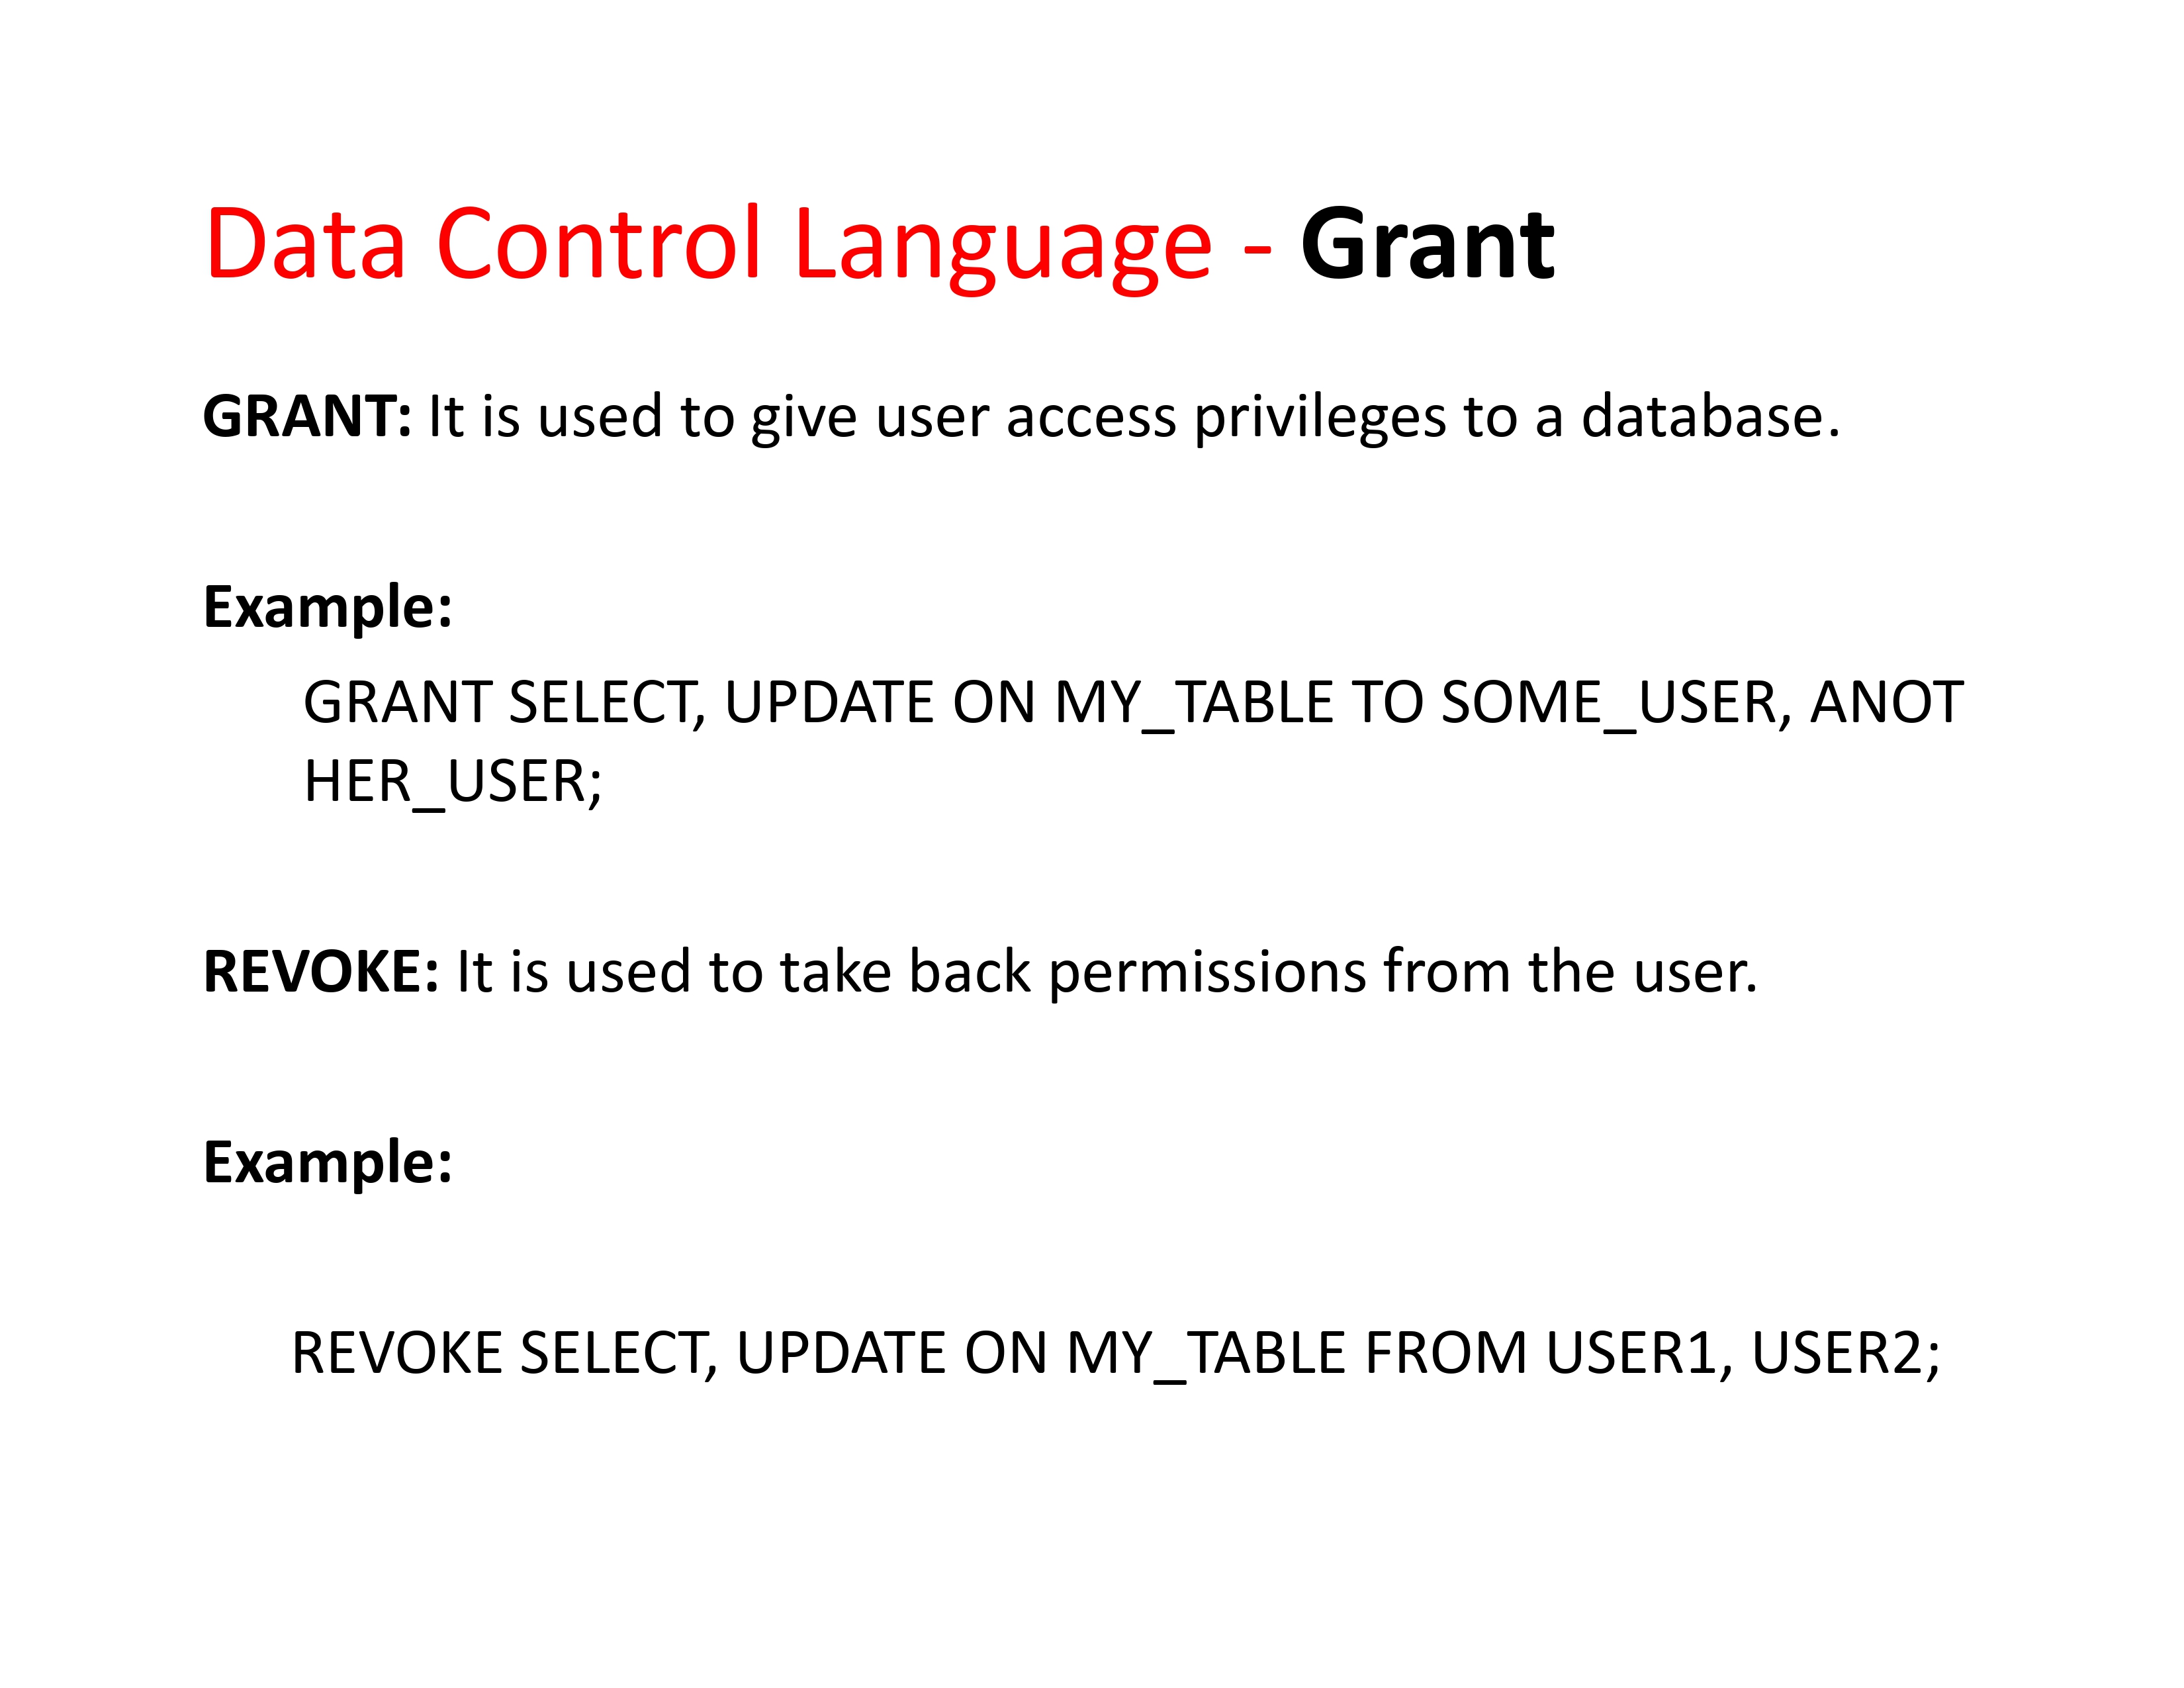 Data Control Language - Grant
GRANT: It is used to give user access privileges to a database.
Example:
GRANT SELECT, UPDATE ON MY_TABLE TO SOME_USER, ANOT
HER_USER;
REVOKE: It is used to take back permissions from the user.
Example:
REVOKE SELECT, UPDATE ON MY_TABLE FROM USER1, USER2;